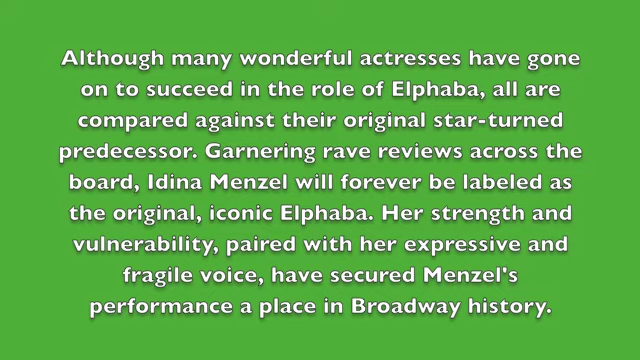 Although many wonderful actresses have gone
on to succeed in the role of Elphaba, all are
compared against their original star-turned
predecessor. Garnering rave reviews across the
board, Idina Menzel will forever be labeled as
the original, iconic Elphaba. Her strength and
vulnerability, paired with her expressive and
fragile voice, have secured Menzel's
performance a place in Broadway history.